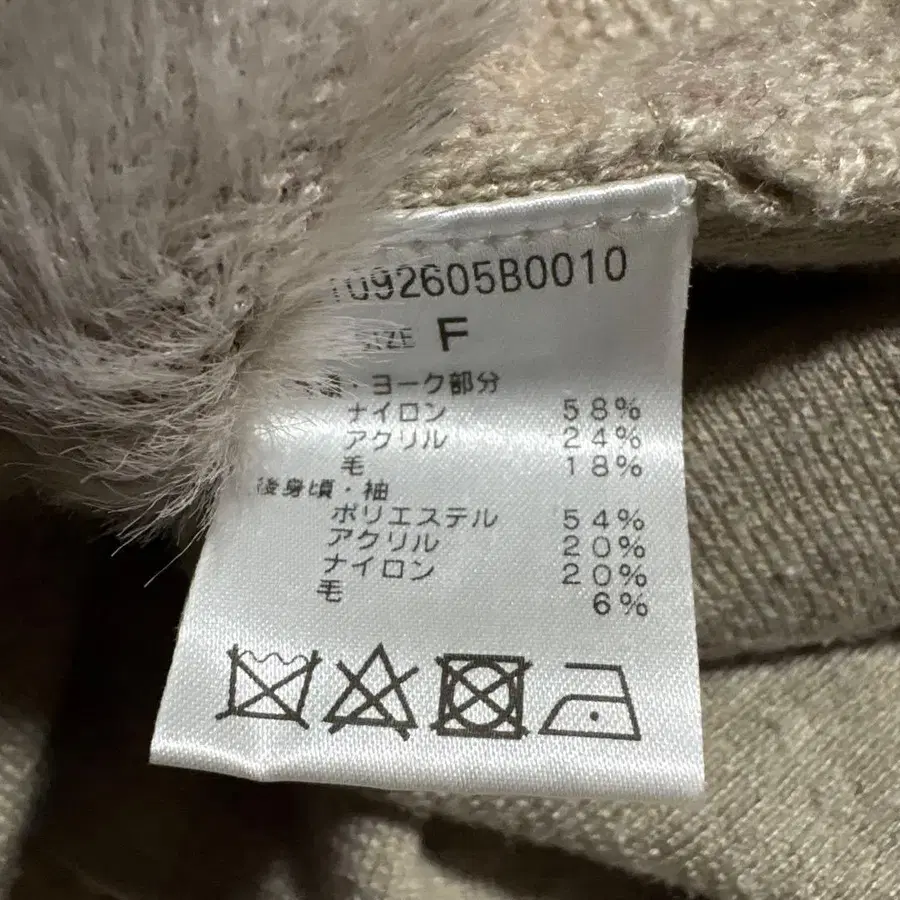 1092605B0010
SIZE F
・ヨーク部分
ナイロン 58%
アクリル 24%
毛 18%
後身頃・袖
ポリエステル 54%
アクリル 20%
ナイロン 20%
毛 6%